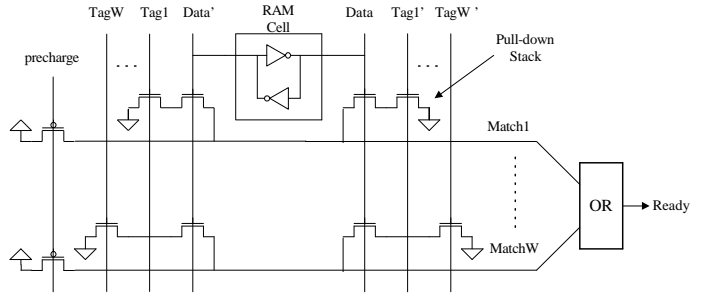 TagW Tag1 Data’ RAM Cell Data Tag1’ TagW ’
precharge
. . .
. . .
Pull-down
Stack
Match1
OR
Ready
MatchW